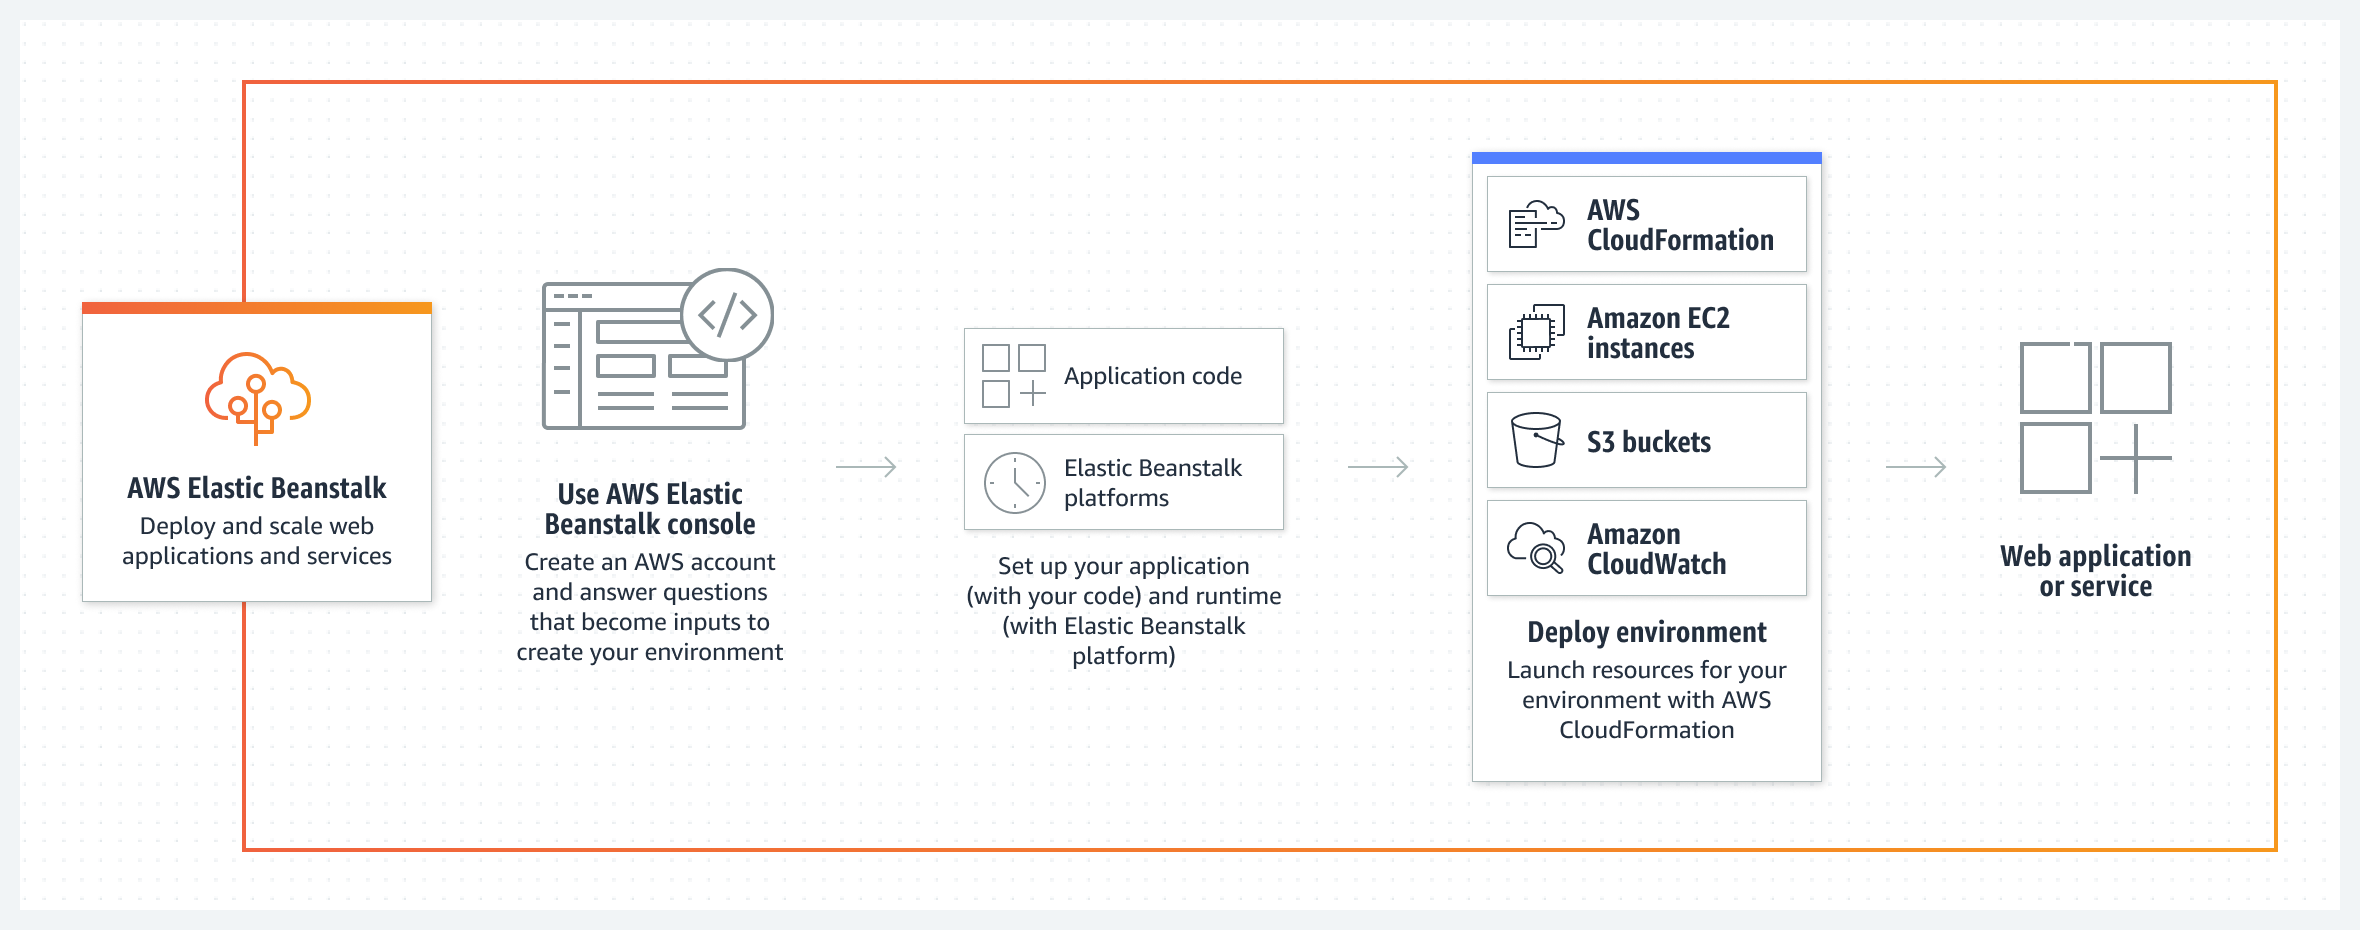 AWS Elastic Beanstalk
Deploy and scale web
applications and services
Use AWS Elastic
Beanstalk console
Create an AWS account
and answer questions
that become inputs to
create your environment
Application code
Elastic Beanstalk
platforms
Set up your application
(with your code) and runtime
(with Elastic Beanstalk
platform)
AWS
CloudFormation
Amazon EC2
instances
S3 buckets
Amazon
CloudWatch
Deploy environment
Launch resources for your
environment with AWS
CloudFormation
Web application
or service